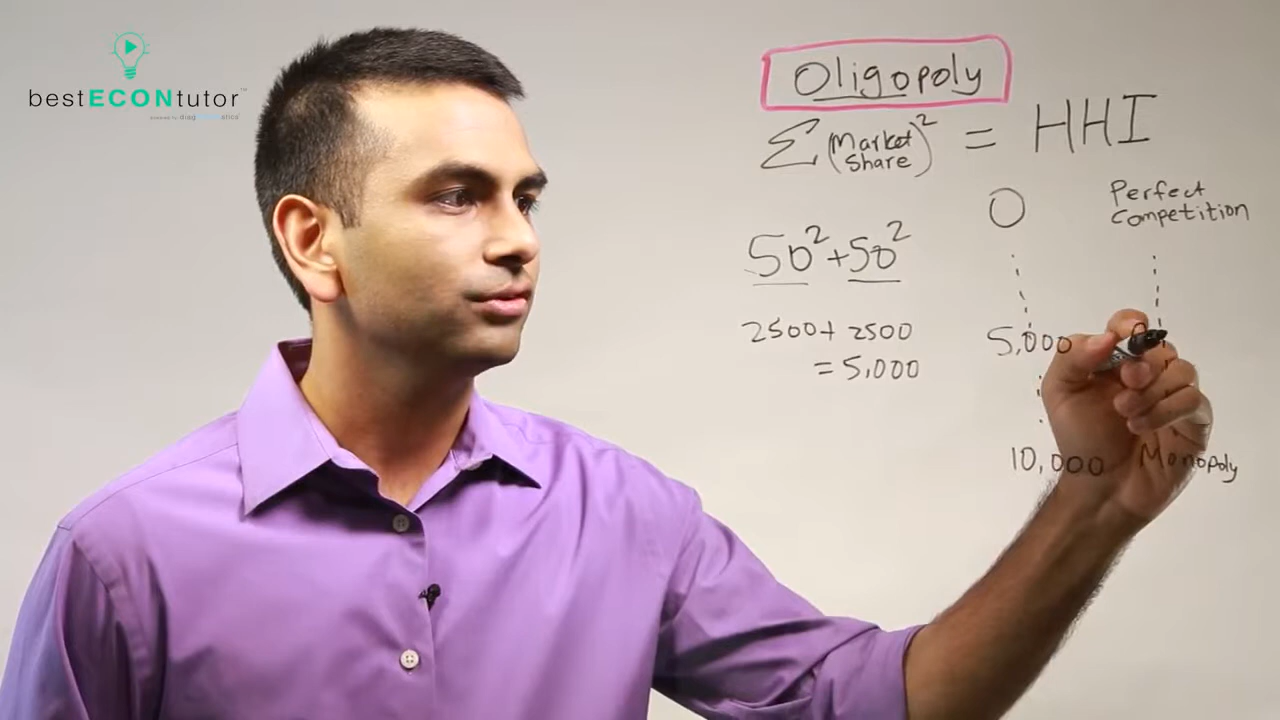 bestECONtutor™
Oligopoly
Σ (Market Share)² = HHI
0 Perfect Competition
50² + 50²
2500 + 2500
5,000
= 5,000
10,000 Monopoly